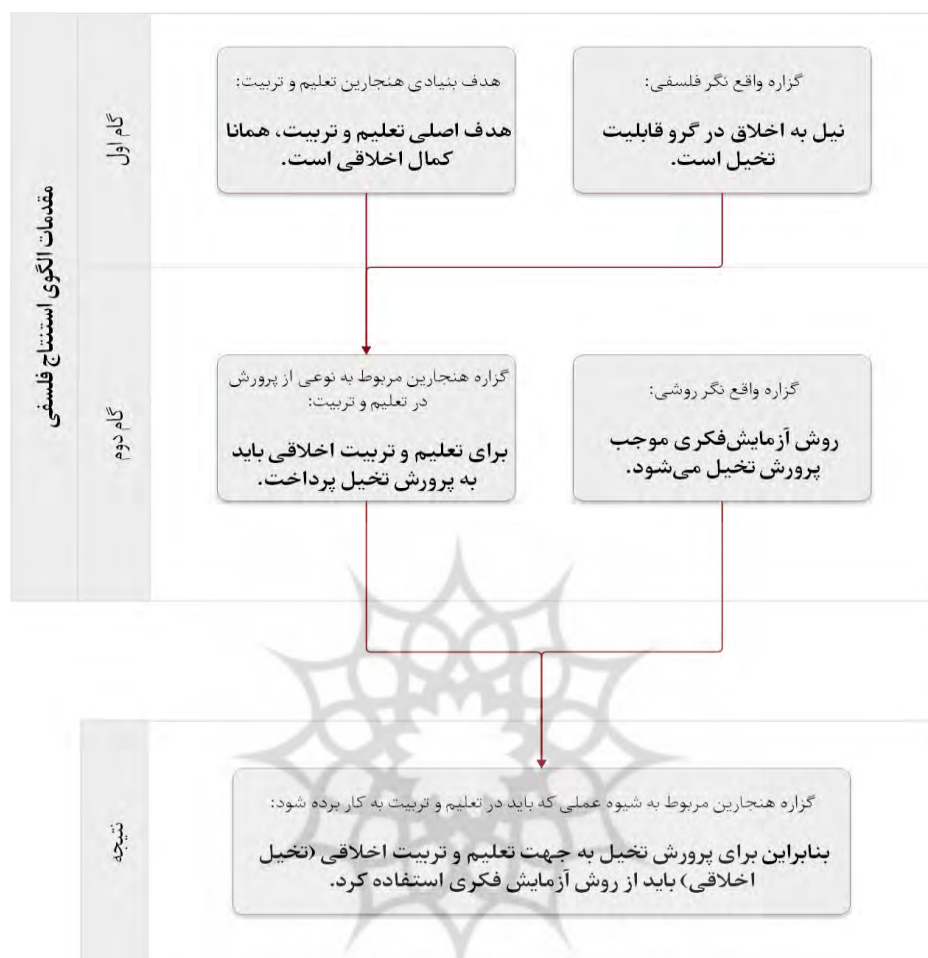 مقدمات الگوی استنتاج فلسفی
گام اول
گزاره واقع نگر فلسفی:
نیل به اخلاق در گرو قابلیت
تخیل است.
هدف بنیادی هنجارین تعلیم و تربیت:
هدف اصلی تعلیم و تربیت، همانا
کمال اخلاقی است.
گام دوم
گزاره واقع نگر روشی:
روش آزمایش‌فکری موجب
پرورش تخیل می‌شود.
گزاره هنجارین مربوط به نوعی از پرورش
در تعلیم و تربیت:
برای تعلیم و تربیت اخلاقی باید
به پرورش تخیل پرداخت.
نتیجه
گزاره هنجارین مربوط به شیوه عملی که باید در تعلیم و تربیت به کار برده شود:
بنابراین برای پرورش تخیل به جهت تعلیم و تربیت اخلاقی (تخیل
اخلاقی) باید از روش آزمایش فکری استفاده کرد.